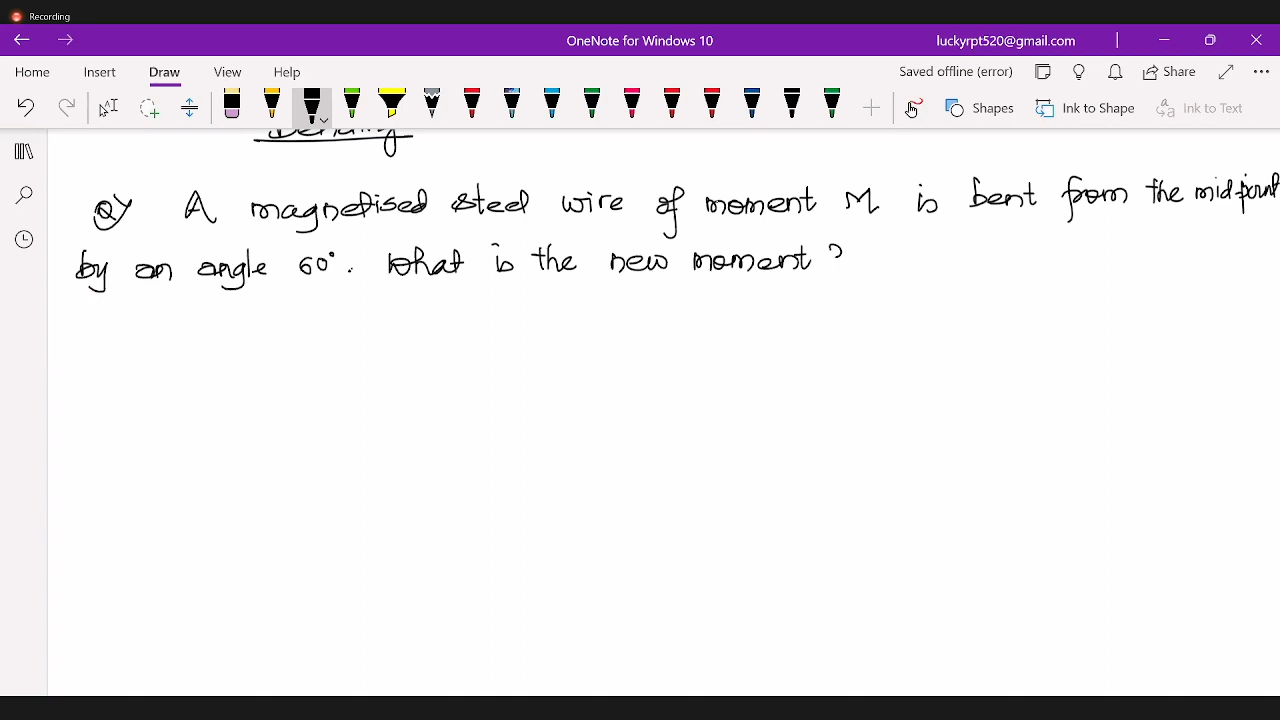 Recording
OneNote for Windows 10
luckyrpt520@gmail.com
Home Insert Draw View Help
Saved offline (error)
Share
Shapes
Ink to Shape
Ink to Text
Q) A magnetised steel wire of moment M is bent from the midpoint
by an angle 60°. What is the new moment ?